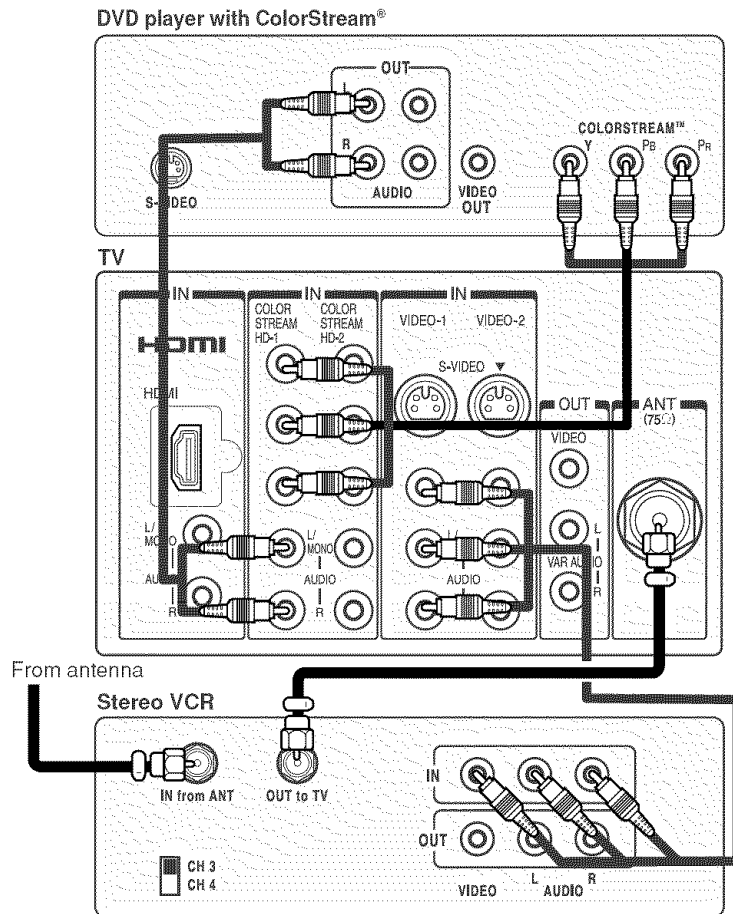 DVD player with ColorStream®
OUT
L
R
AUDIO
S-VIDEO
VIDEO
OUT
COLORSTREAM™
Y PB PR
TV
IN
HDMI
HDMI
L/
MONO
R
IN
COLOR
STREAM
HD-1
COLOR
STREAM
HD-2
L/
MONO
AUDIO
R
IN
VIDEO-1 VIDEO-2
S-VIDEO
AUDIO
OUT
VIDEO
L
VAR AUDIO
R
ANT
(75Ω)
From antenna
Stereo VCR
IN from ANT
OUT to TV
CH 3
CH 4
IN
OUT
VIDEO
L R
AUDIO